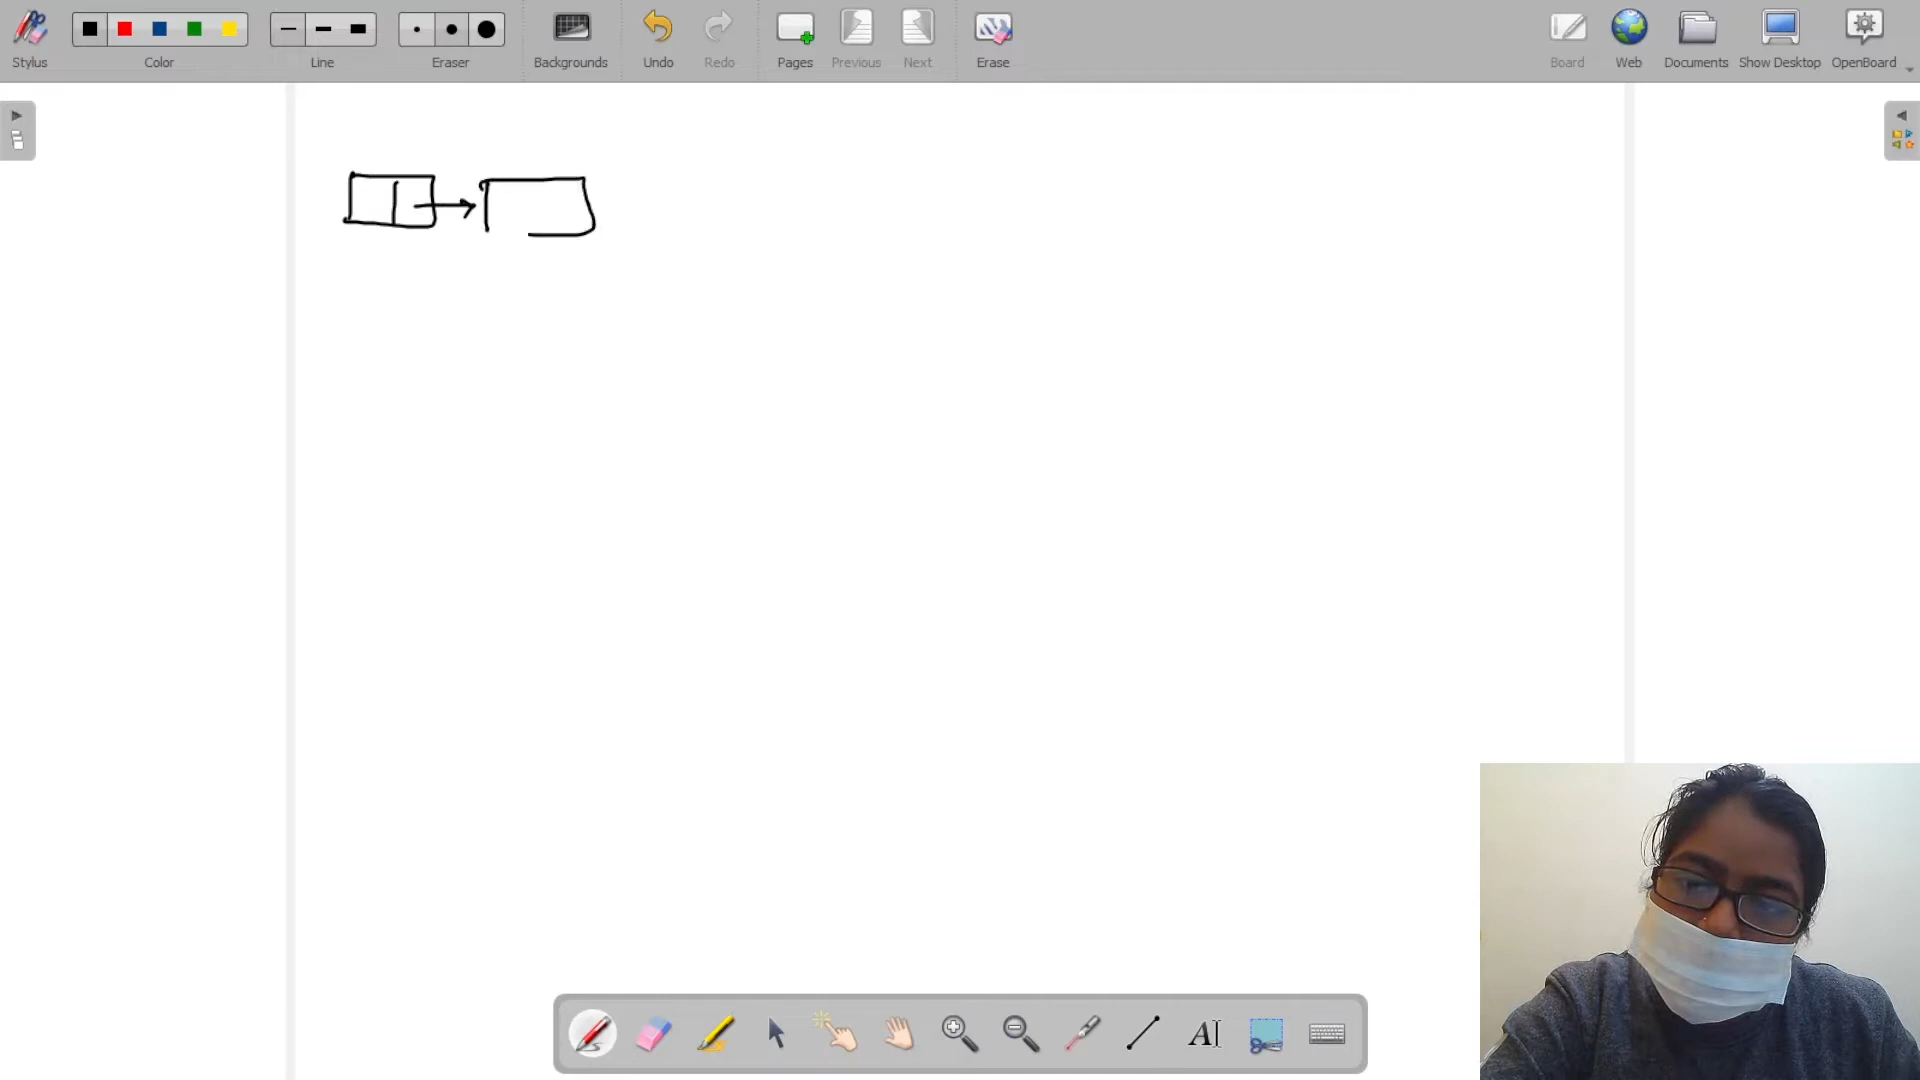 Stylus
Color
Line
Eraser
Backgrounds
Undo
Redo
Pages
Previous
Next
Erase
Board
Web
Documents
Show Desktop
OpenBoard
A